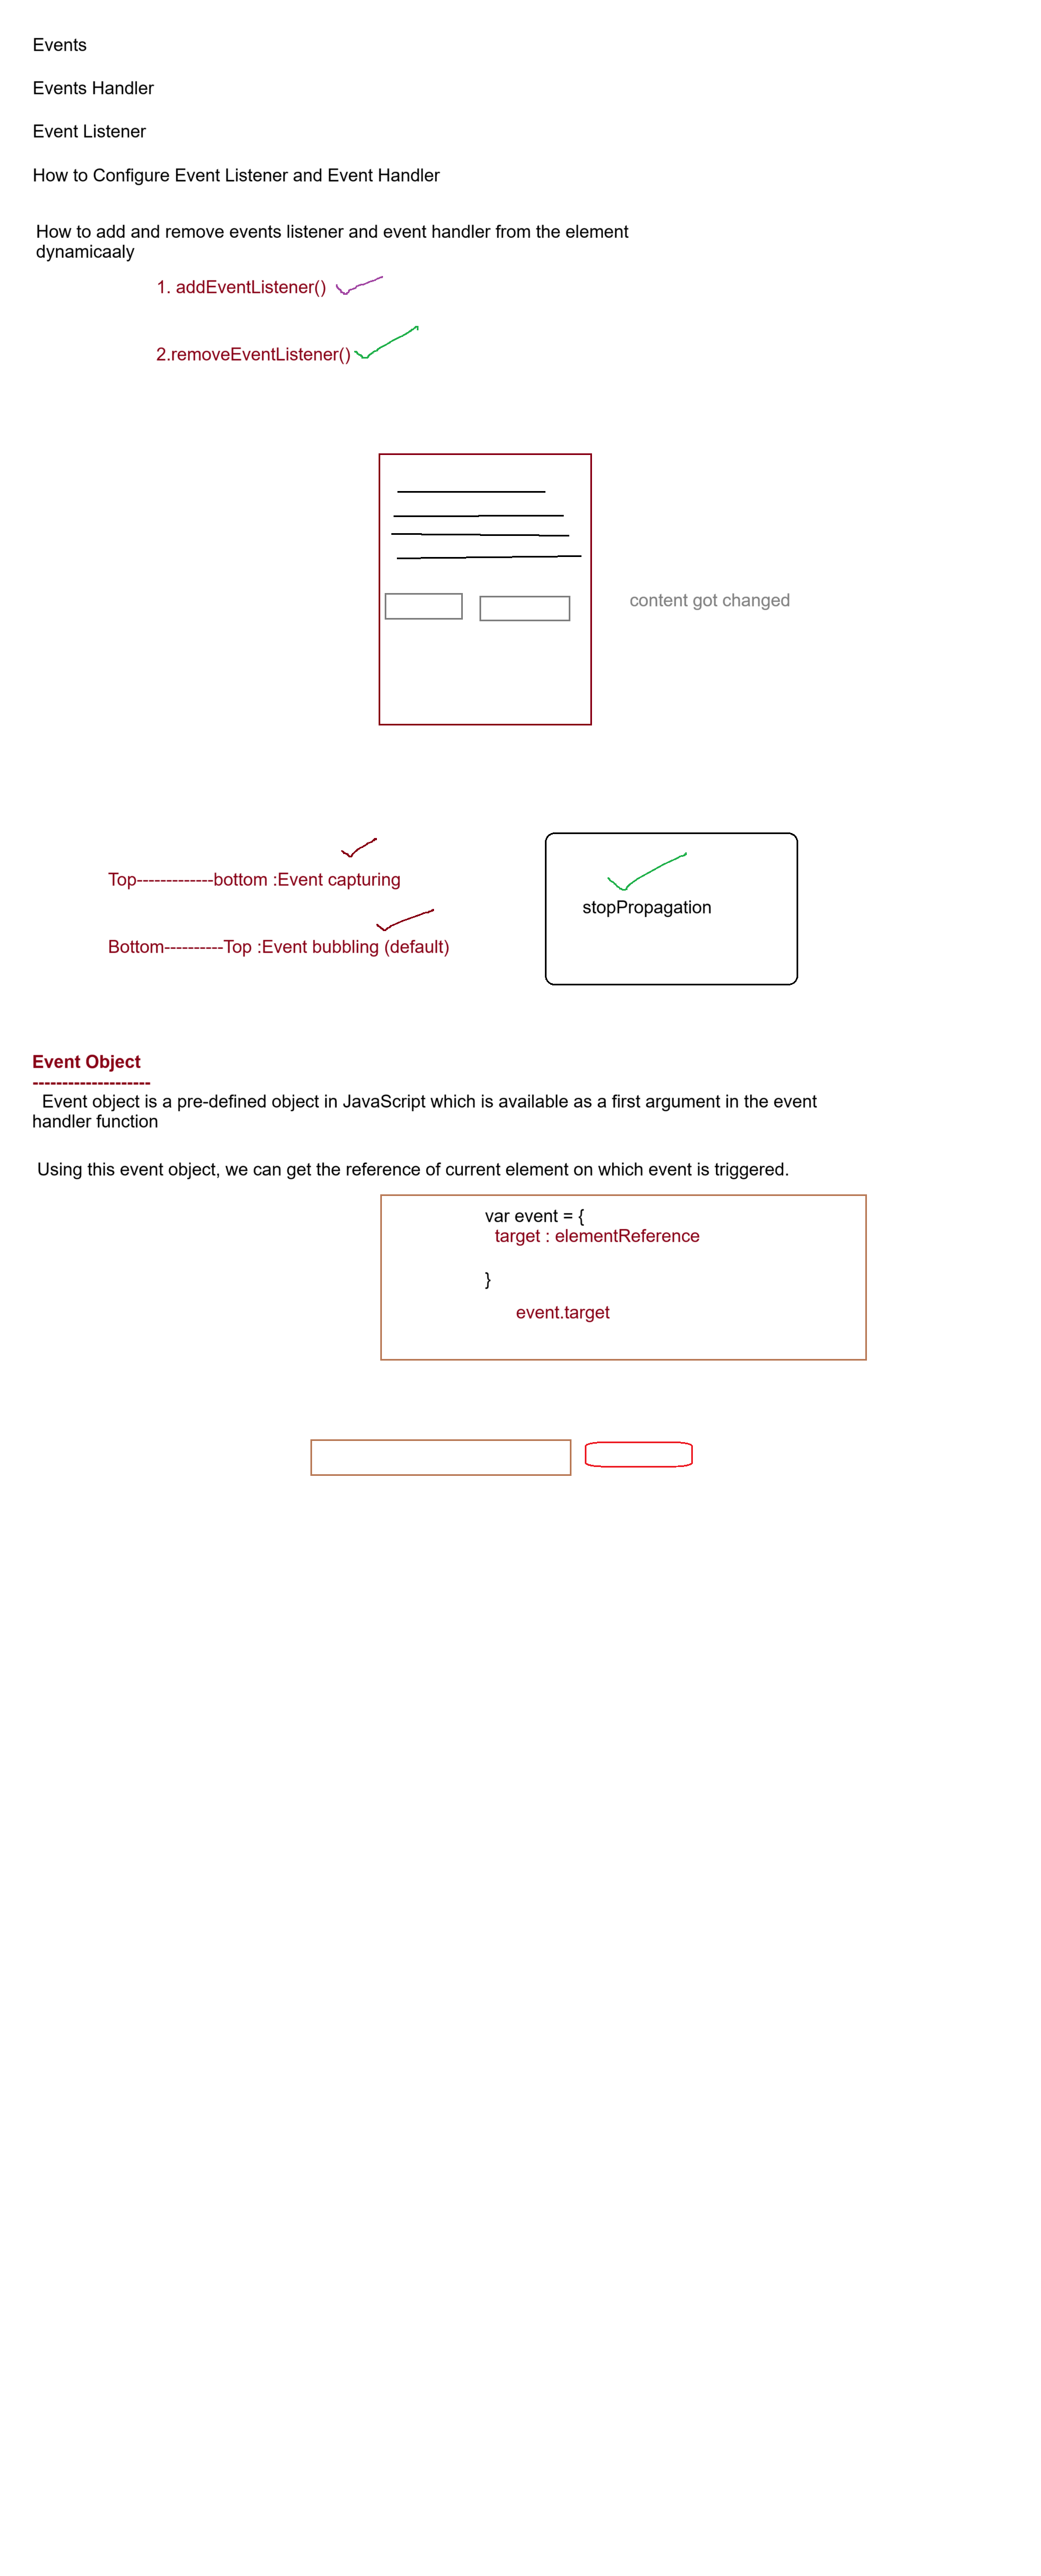 Events
Events Handler
Event Listener
How to Configure Event Listener and Event Handler
How to add and remove events listener and event handler from the element
dynamicaaly
1. addEventListener()
2.removeEventListener()
content got changed
Top-------------bottom :Event capturing
stopPropagation
Bottom----------Top :Event bubbling (default)
Event Object
--------------------
Event object is a pre-defined object in JavaScript which is available as a first argument in the event
handler function
Using this event object, we can get the reference of current element on which event is triggered.
var event = {
target : elementReference
}
event.target